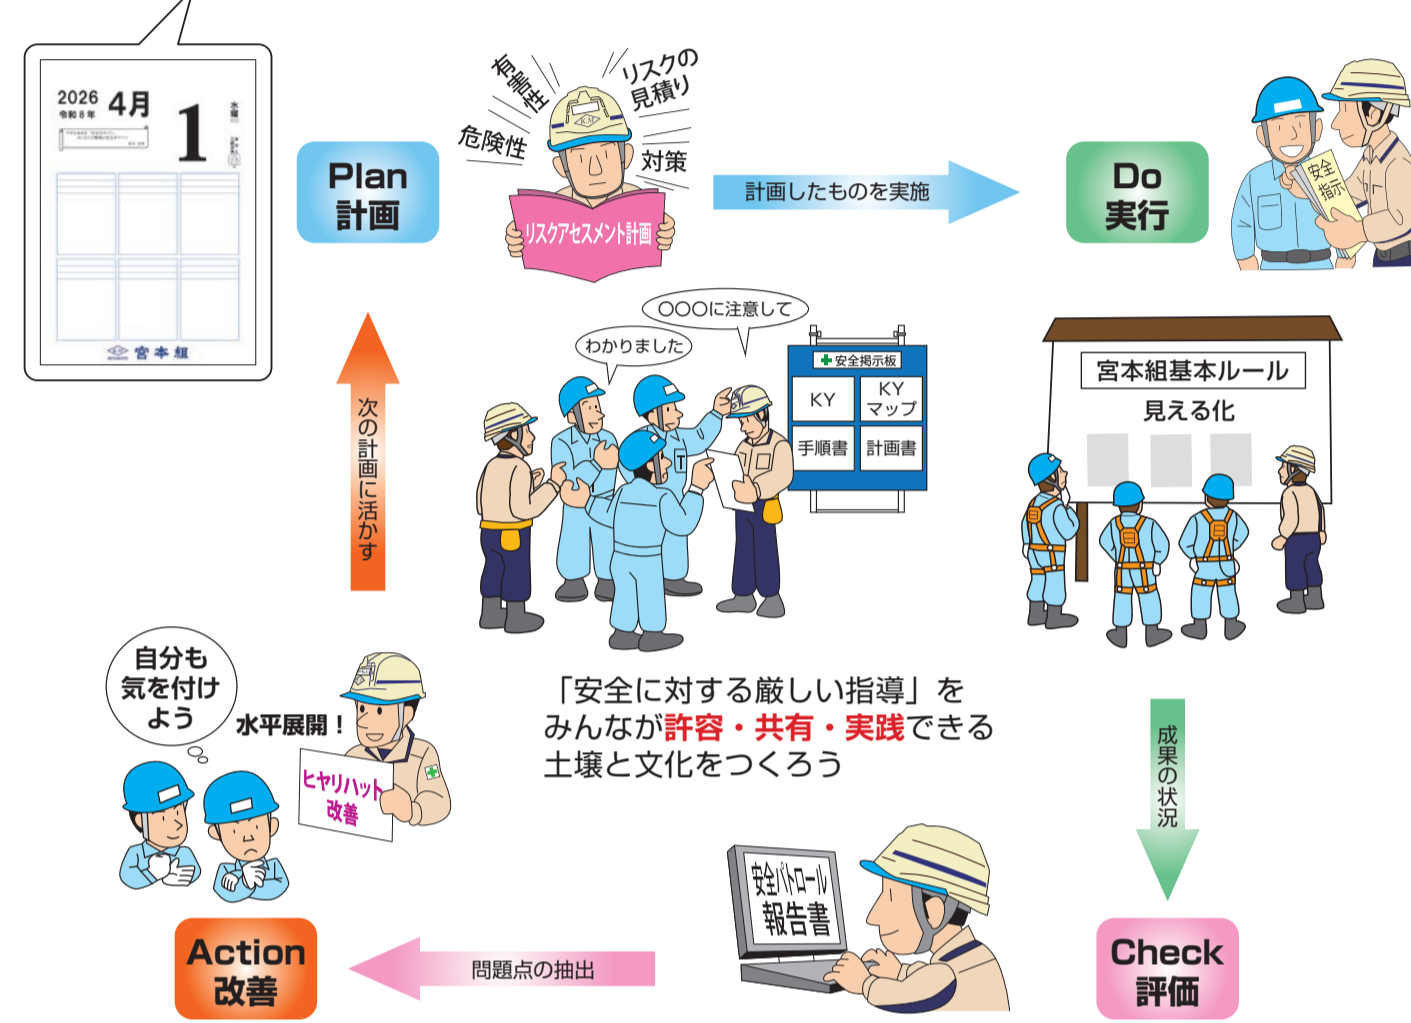 2026
令和8年
4月
1
水曜
宮本組
Plan
計画
有害性
危険性
リスクの
見積り
対策
リスクアセスメント計画
計画したものを実施
Do
実行
安全
指示
〇〇〇に注意して
わかりました
安全掲示板
KY
KY
マップ
手順書
計画書
T
宮本組基本ルール
見える化
次の計画に活かす
「安全に対する厳しい指導」を
みんなが許容・共有・実践できる
土壌と文化をつくろう
成果の状況
自分も
気を付け
よう
水平展開!
ヒヤリハット
改善
安全パトロール
報告書
Action
改善
問題点の抽出
Check
評価